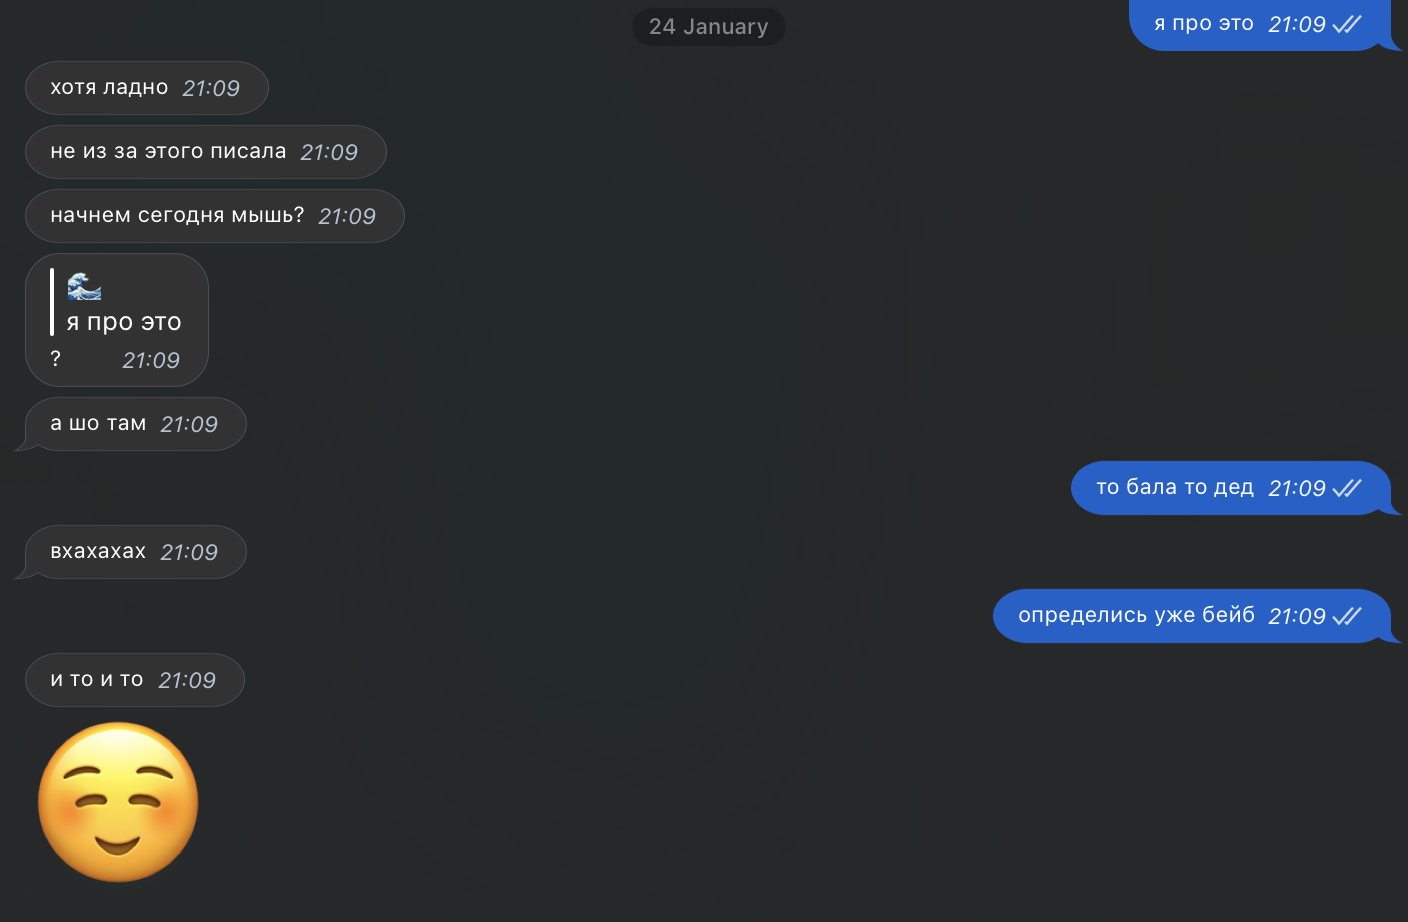 24 January
я про это 21:09
хотя ладно 21:09
не из за этого писала 21:09
начнем сегодня мышь? 21:09
🌊
я про это
? 21:09
а шо там 21:09
то бала то дед 21:09
вхахахах 21:09
определись уже бейб 21:09
и то и то 21:09